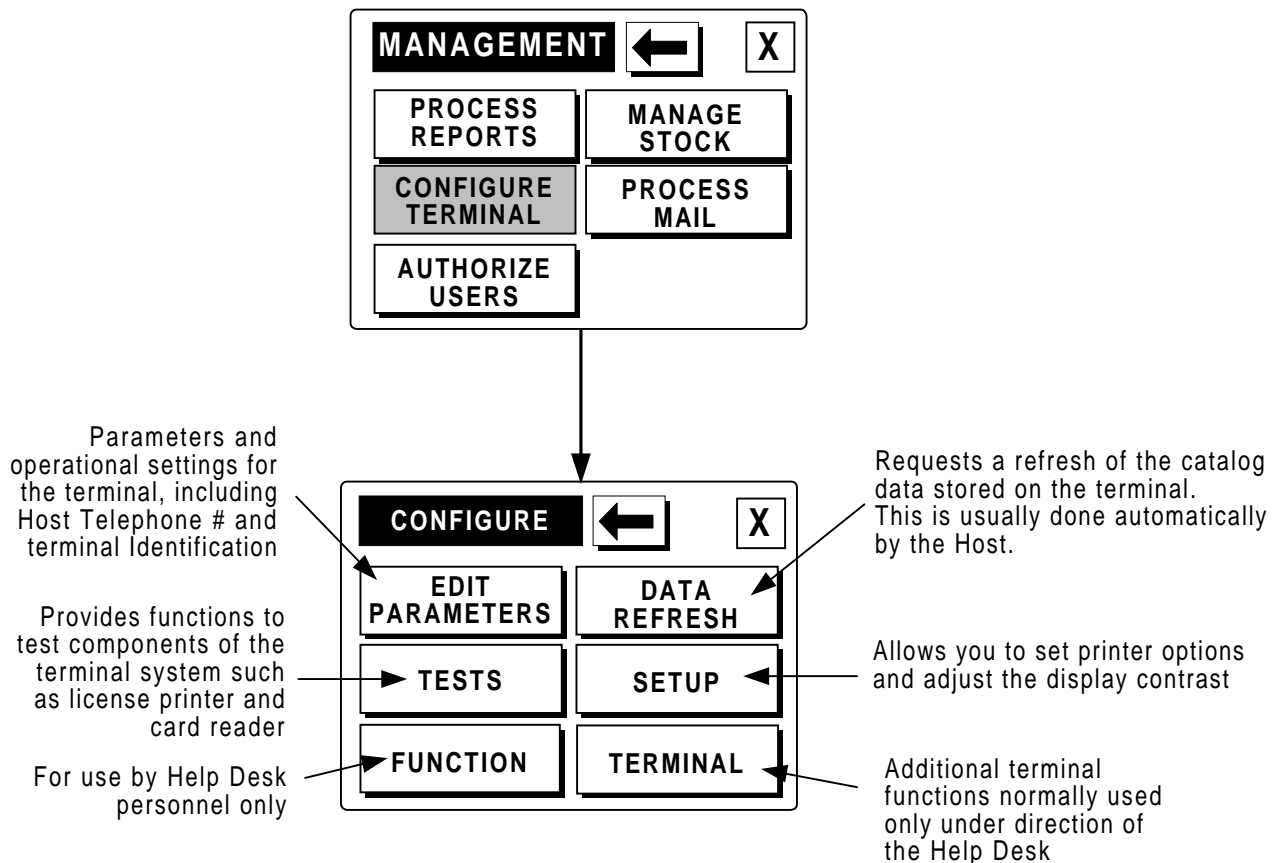 MANAGEMENT
X
PROCESS
REPORTS
MANAGE
STOCK
CONFIGURE
TERMINAL
PROCESS
MAIL
AUTHORIZE
USERS
Parameters and
operational settings for
the terminal, including
Host Telephone # and
terminal Identification
Provides functions to
test components of the
terminal system such
as license printer and
card reader
For use by Help Desk
personnel only
CONFIGURE
X
EDIT
PARAMETERS
DATA
REFRESH
TESTS
SETUP
FUNCTION
TERMINAL
Requests a refresh of the catalog
data stored on the terminal.
This is usually done automatically
by the Host.
Allows you to set printer options
and adjust the display contrast
Additional terminal
functions normally used
only under direction of
the Help Desk